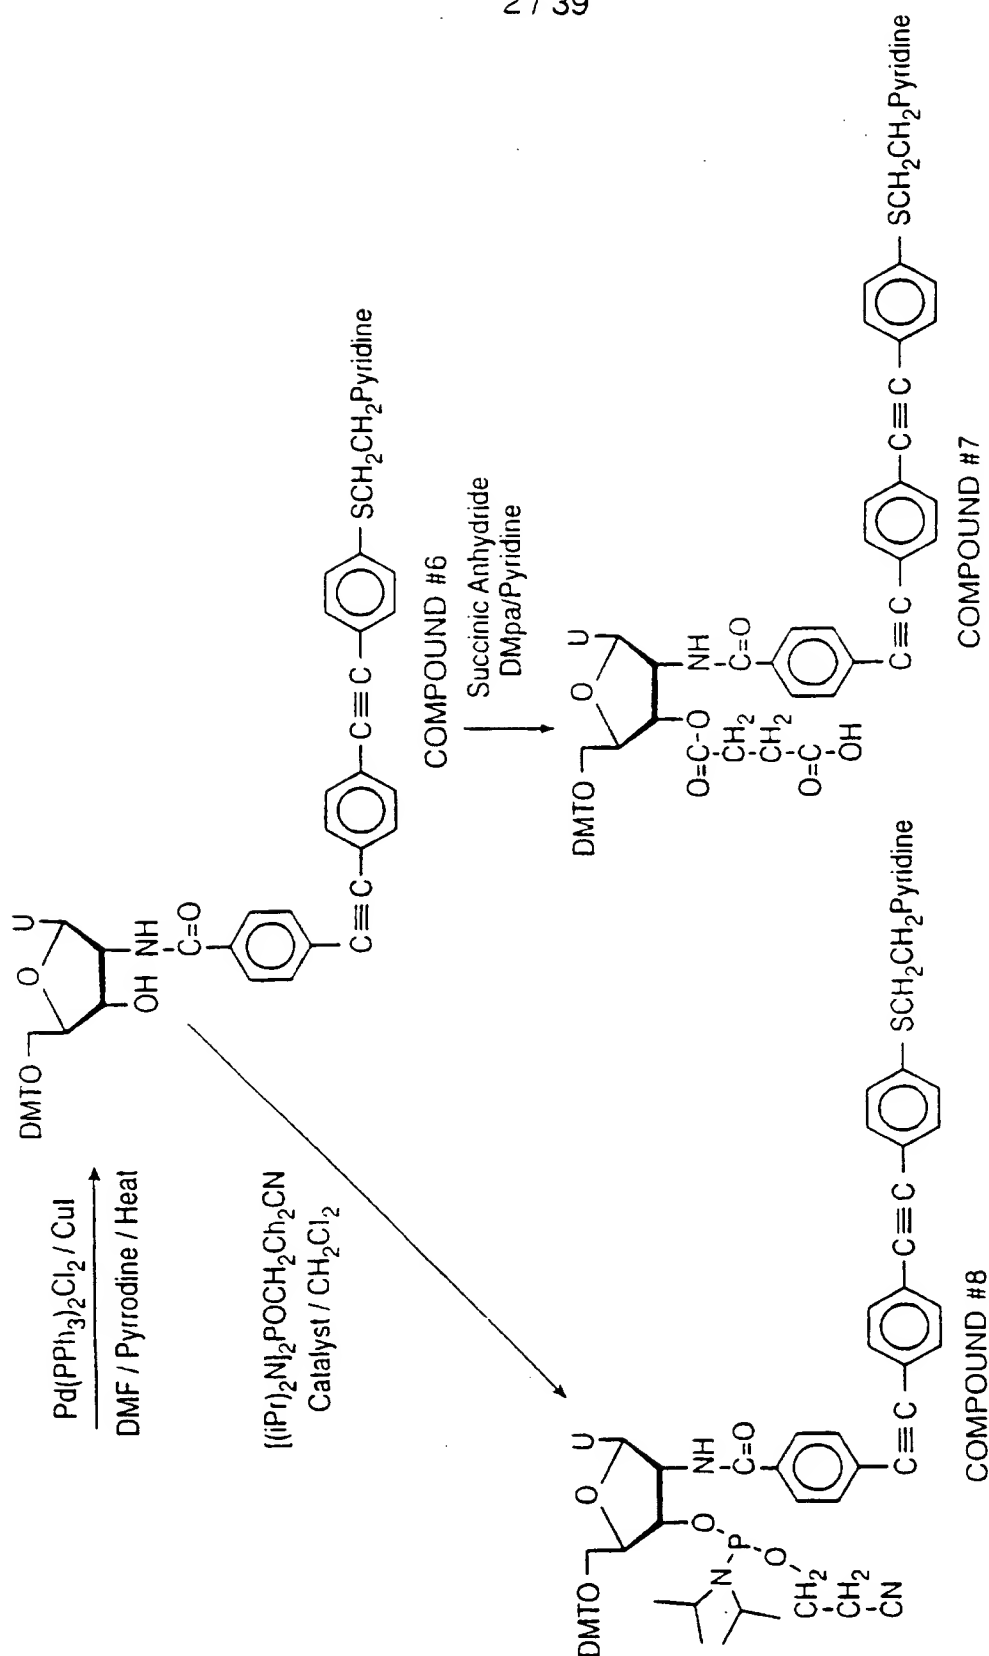 2 / 39
Pd(PPh3)2Cl2 / CuI
DMF / Pyrrodine / Heat
DMTO
O
U
OH
NH
C=O
C≡C
C≡C
SCH2CH2Pyridine
COMPOUND #6
[(iPr)2N]2POCH2Ch2CN
Catalyst / CH2Cl2
Succinic Anhydride
DMpa/Pyridine
DMTO
O
U
O
NH
P
C=O
N
O
CH2
CH2
CN
C≡C
C≡C
SCH2CH2Pyridine
COMPOUND #8
DMTO
O
U
O
NH
O=C
C=O
CH2
CH2
O=C
OH
C≡C
C≡C
SCH2CH2Pyridine
COMPOUND #7